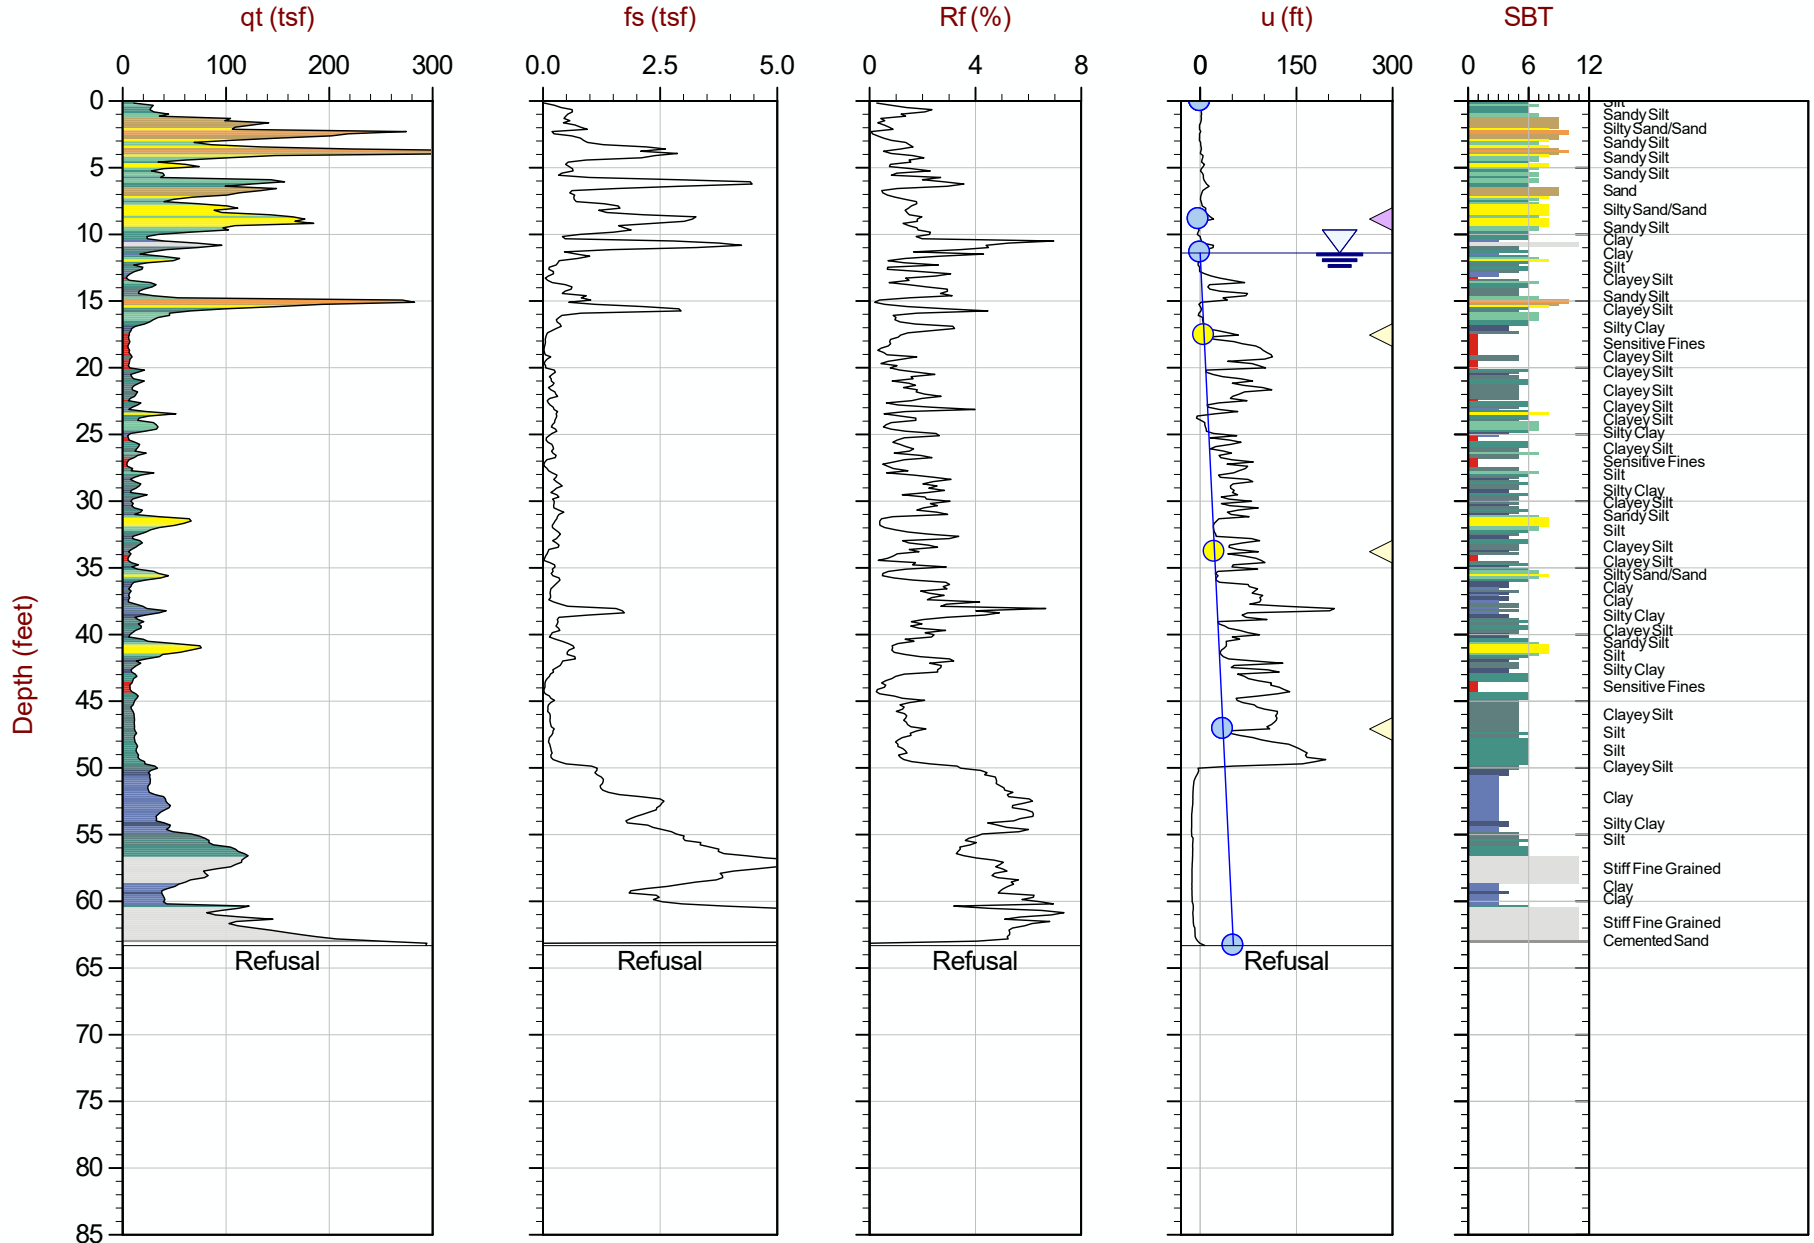 qt (tsf) fs (tsf) Rf (%) u (ft) SBT
0 100 200 300 0.0 2.5 5.0 0 4 8 0 150 300 0 6 12
0
5
10
15
20
25
30
35
40
45
50
55
60
65
70
75
80
85
Depth (feet)
Silt
Sandy Silt
Silty Sand/Sand
Sandy Silt
Sandy Silt
Sandy Silt
Sand
Silty Sand/Sand
Sandy Silt
Clay
Clay
Silt
Clayey Silt
Sandy Silt
Clayey Silt
Silty Clay
Sensitive Fines
Clayey Silt
Clayey Silt
Clayey Silt
Clayey Silt
Clayey Silt
Silty Clay
Clayey Silt
Sensitive Fines
Silt
Silty Clay
Clayey Silt
Sandy Silt
Silt
Clayey Silt
Clayey Silt
Silty Sand/Sand
Clay
Clay
Silty Clay
Clayey Silt
Sandy Silt
Silt
Silty Clay
Sensitive Fines
Clayey Silt
Silt
Silt
Clayey Silt
Clay
Silty Clay
Silt
Stiff Fine Grained
Clay
Clay
Stiff Fine Grained
Cemented Sand
Refusal Refusal Refusal Refusal